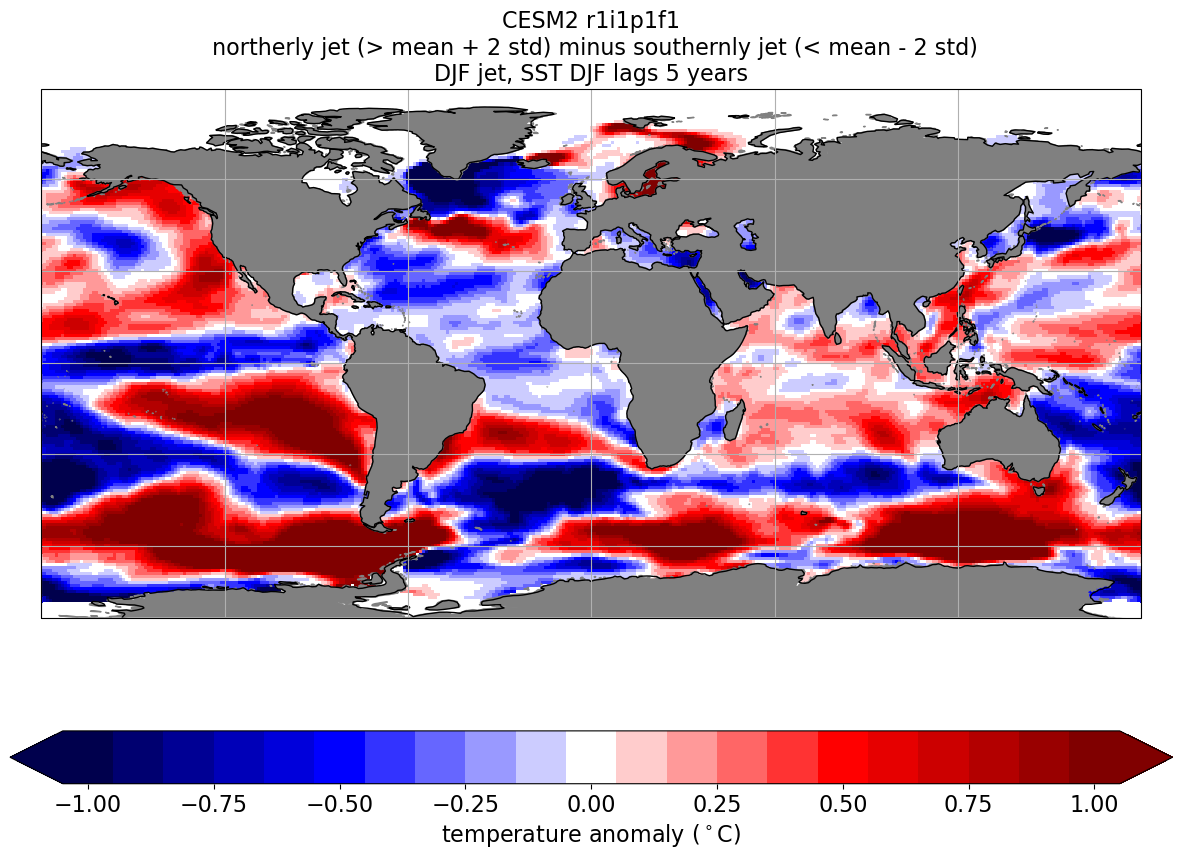 CESM2 r1i1p1f1
northerly jet (> mean + 2 std) minus southernly jet (< mean - 2 std)
DJF jet, SST DJF lags 5 years
−1.00 −0.75 −0.50 −0.25 0.00 0.25 0.50 0.75 1.00
temperature anomaly (°C)